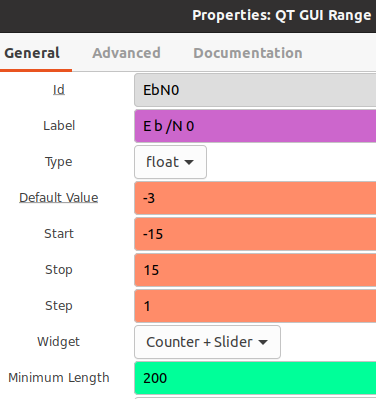 Properties: QT GUI Range
General Advanced Documentation
Id EbN0
Label E b /N 0
Type float
Default Value -3
Start -15
Stop 15
Step 1
Widget Counter + Slider
Minimum Length 200